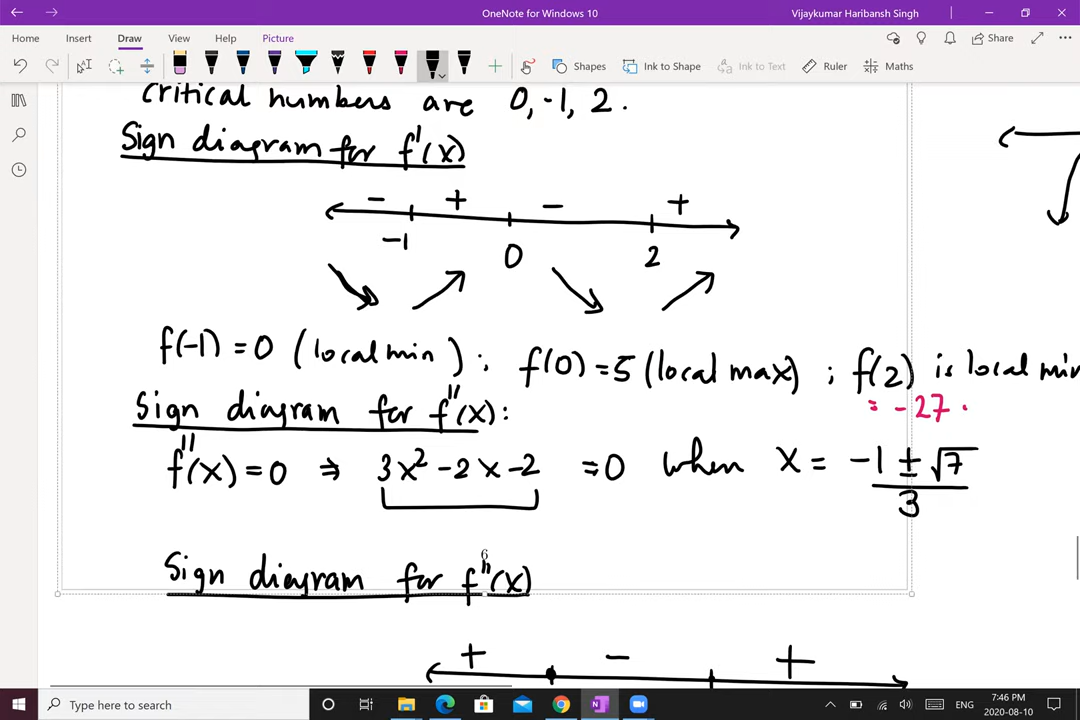 OneNote for Windows 10
Vijaykumar Haribansh Singh
Home Insert Draw View Help Picture Share
Shapes Ink to Shape Ink to Text Ruler Maths
critical numbers are 0, -1, 2.
Sign diagram for f'(x)
- + - +
-1 0 2
f(-1) = 0 (local min) ; f(0) = 5 (local max) ; f(2) is local min
= -27 .
Sign diagram for f''(x):
f''(x) = 0 ⇒ 3x² - 2x - 2 = 0 when x = (-1 ± √7)/3
6
Sign diagram for f''(x)
+ - +
Type here to search
ENG
7:46 PM
2020-08-10